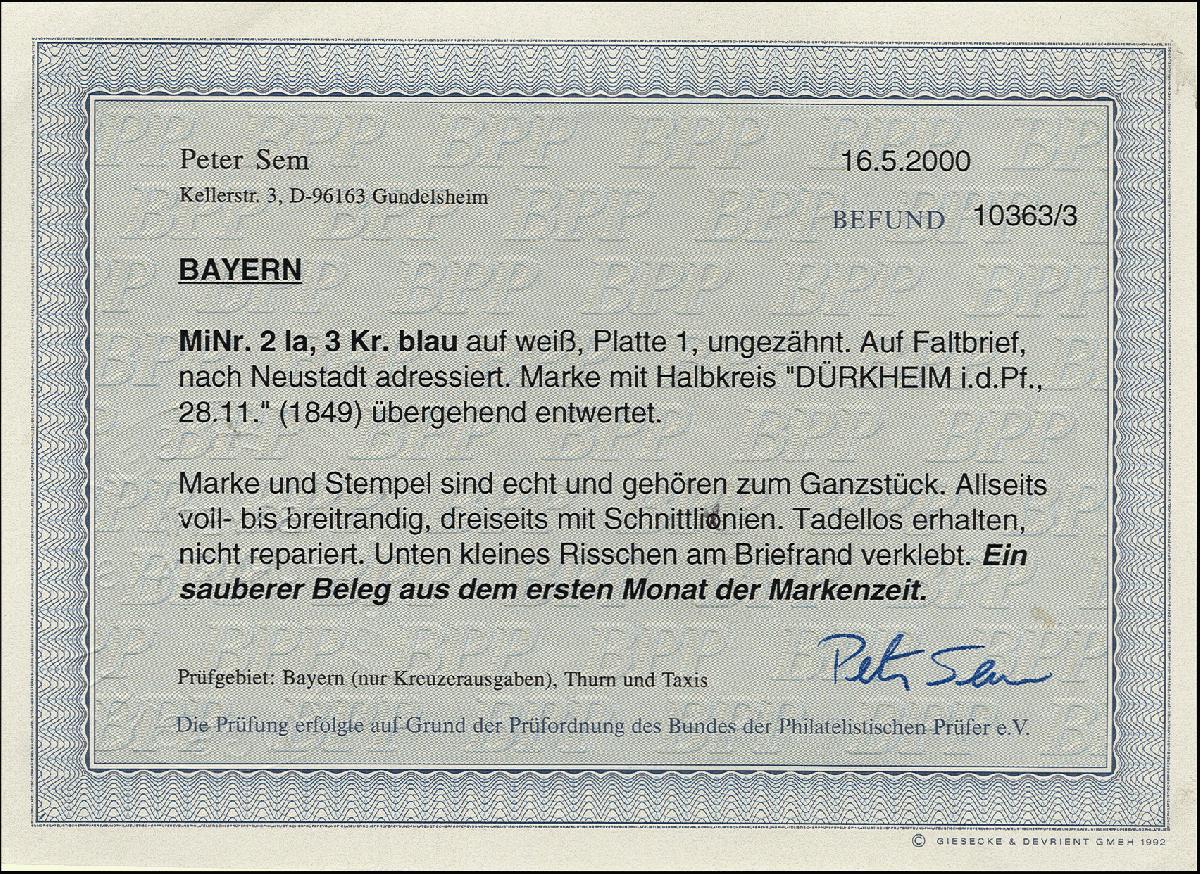 Peter Sem
16.5.2000
Kellerstr. 3, D-96163 Gundelsheim
BEFUND 10363/3
BAYERN
MiNr. 2 Ia, 3 Kr. blau auf weiß, Platte 1, ungezähnt. Auf Faltbrief,
nach Neustadt adressiert. Marke mit Halbkreis "DÜRKHEIM i.d.Pf.,
28.11." (1849) übergehend entwertet.
Marke und Stempel sind echt und gehören zum Ganzstück. Allseits
voll- bis breitrandig, dreiseits mit Schnittlionien. Tadellos erhalten,
nicht repariert. Unten kleines Risschen am Briefrand verklebt. Ein
sauberer Beleg aus dem ersten Monat der Markenzeit.
Peter Sem
Prüfgebiet: Bayern (nur Kreuzerausgaben), Thurn und Taxis
Die Prüfung erfolgte auf Grund der Prüfordnung des Bundes der Philatelistischen Prüfer e.V.
© GIESECKE & DEVRIENT GMBH 1992